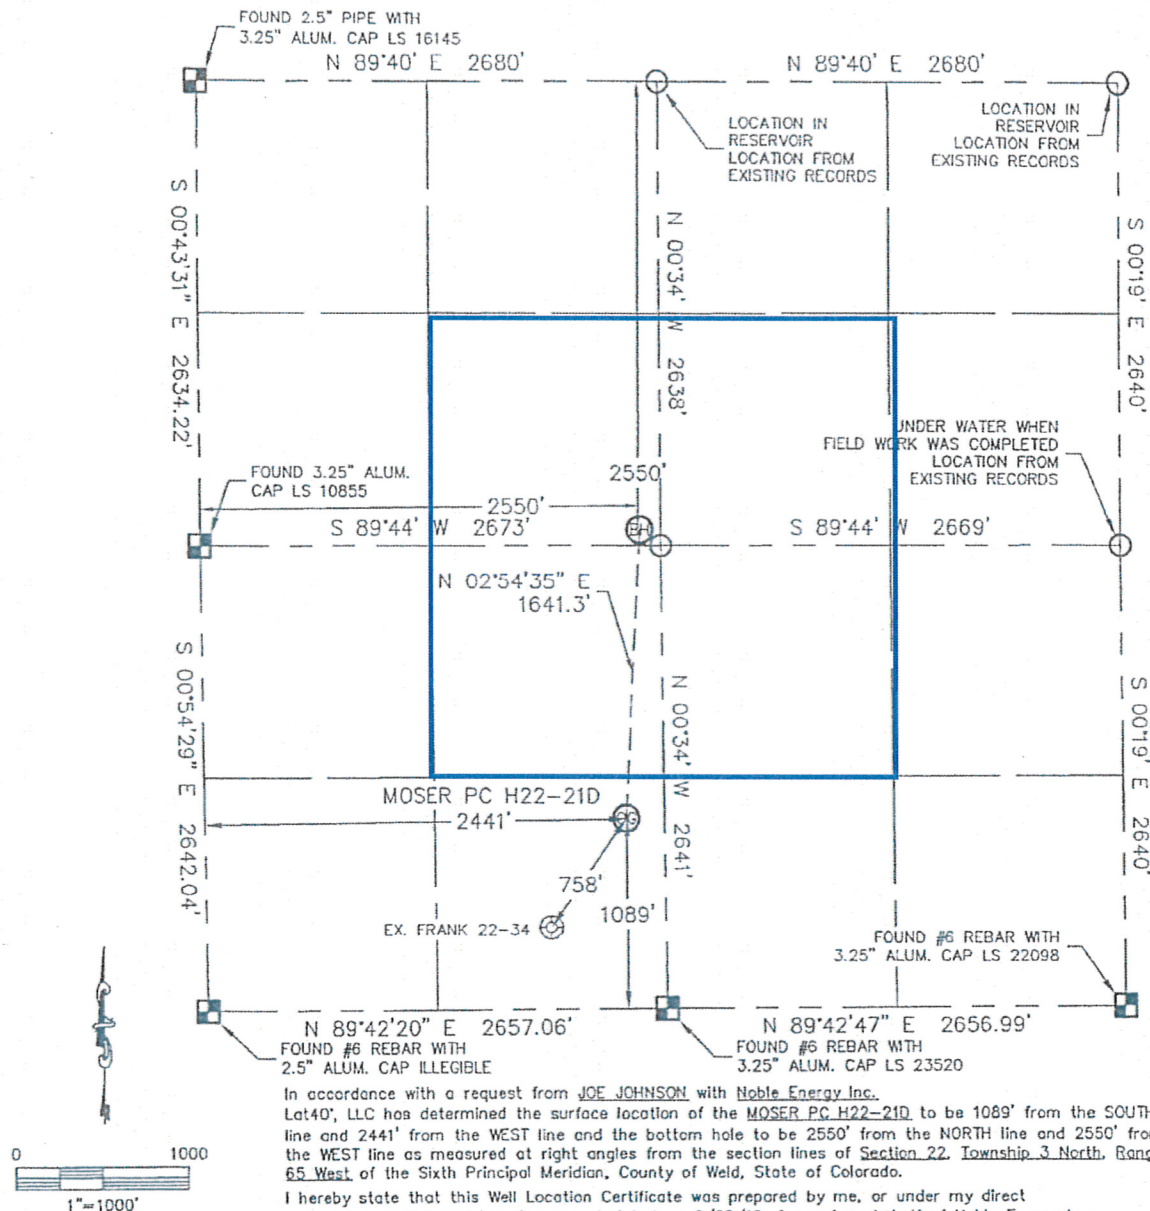 FOUND 2.5" PIPE WITH
3.25" ALUM. CAP LS 16145
N 89°40' E 2680'
N 89°40' E 2680'
LOCATION IN
RESERVOIR
LOCATION FROM
EXISTING RECORDS
LOCATION IN
RESERVOIR
LOCATION FROM
EXISTING RECORDS
S 00°43'31" E 2634.22'
N 00°34' W 2638'
S 00°19' E 2640'
UNDER WATER WHEN
FIELD WORK WAS COMPLETED
LOCATION FROM
EXISTING RECORDS
FOUND 3.25" ALUM.
CAP LS 10855
2550'
2550'
S 89°44' W 2673'
BH
S 89°44' W 2669'
N 02°54'35" E
1641.3'
S 00°54'29" E 2642.04'
N 00°34' W 2641'
S 00°19' E 2640'
MOSER PC H22-21D
2441'
758'
1089'
EX. FRANK 22-34
FOUND #6 REBAR WITH
3.25" ALUM. CAP LS 22098
N 89°42'20" E 2657.06'
N 89°42'47" E 2656.99'
FOUND #6 REBAR WITH
2.5" ALUM. CAP ILLEGIBLE
FOUND #6 REBAR WITH
3.25" ALUM. CAP LS 23520
In accordance with a request from JOE JOHNSON with Noble Energy Inc.
Lat40°, LLC has determined the surface location of the MOSER PC H22-21D to be 1089' from the SOUTH
line and 2441' from the WEST line and the bottom hole to be 2550' from the NORTH line and 2550' from
the WEST line as measured at right angles from the section lines of Section 22, Township 3 North, Rang
65 West of the Sixth Principal Meridian, County of Weld, State of Colorado.
0 1000
1"=1000'
I hereby state that this Well Location Certificate was prepared by me, or under my direct